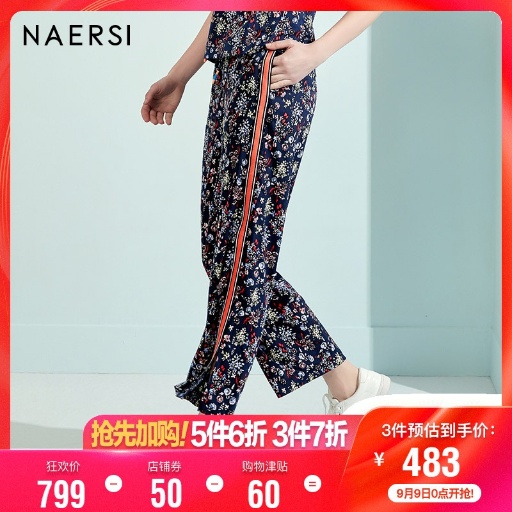 NAERSI
抢先加购! 5件6折 3件7折
3件预估到手价:
¥ 483
9月9日0点开抢!
狂欢价 店铺券 购物津贴
799 - 50 - 60 =